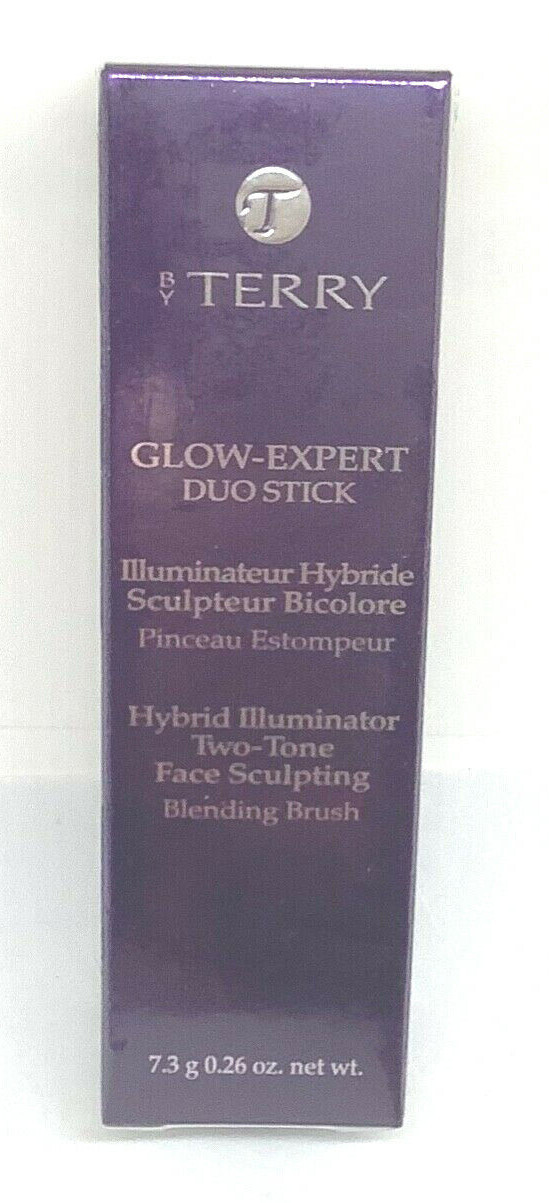 T
BY TERRY
GLOW-EXPERT
DUO STICK
Illuminateur Hybride
Sculpteur Bicolore
Pinceau Estompeur
Hybrid Illuminator
Two-Tone
Face Sculpting
Blending Brush
7.3 g 0.26 oz. net wt.